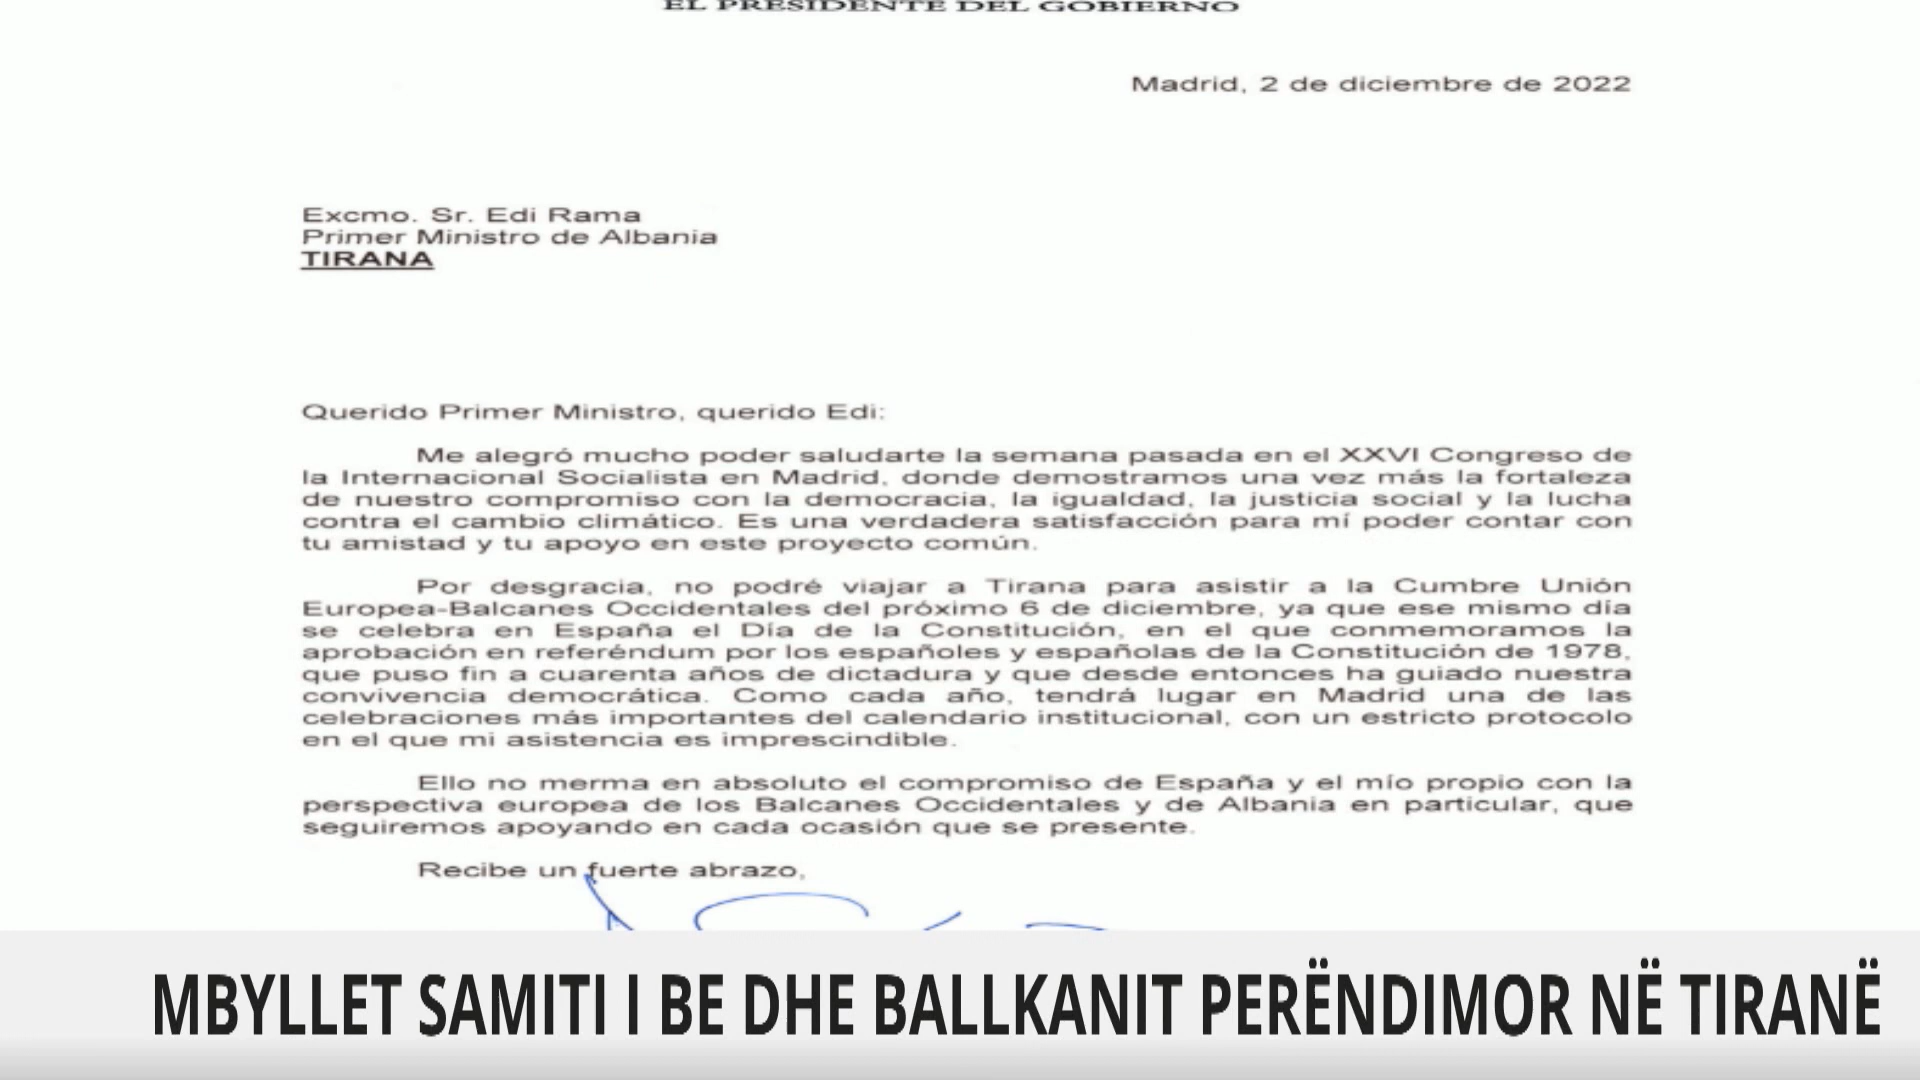 EL PRESIDENTE DEL GOBIERNO
Madrid, 2 de diciembre de 2022
Excmo. Sr. Edi Rama
Primer Ministro de Albania
TIRANA
Querido Primer Ministro, querido Edi:
Me alegró mucho poder saludarte la semana pasada en el XXVI Congreso de
la Internacional Socialista en Madrid, donde demostramos una vez más la fortaleza
de nuestro compromiso con la democracia, la igualdad, la justicia social y la lucha
contra el cambio climático. Es una verdadera satisfacción para mí poder contar con
tu amistad y tu apoyo en este proyecto común.
Por desgracia, no podré viajar a Tirana para asistir a la Cumbre Unión
Europea-Balcanes Occidentales del próximo 6 de diciembre, ya que ese mismo día
se celebra en España el Día de la Constitución, en el que conmemoramos la
aprobación en referéndum por los españoles y españolas de la Constitución de 1978,
que puso fin a cuarenta años de dictadura y que desde entonces ha guiado nuestra
convivencia democrática. Como cada año, tendrá lugar en Madrid una de las
celebraciones más importantes del calendario institucional, con un estricto protocolo
en el que mi asistencia es imprescindible.
Ello no merma en absoluto el compromiso de España y el mío propio con la
perspectiva europea de los Balcanes Occidentales y de Albania en particular, que
seguiremos apoyando en cada ocasión que se presente.
Recibe un fuerte abrazo,
MBYLLET SAMITI I BE DHE BALLKANIT PERËNDIMOR NË TIRANË